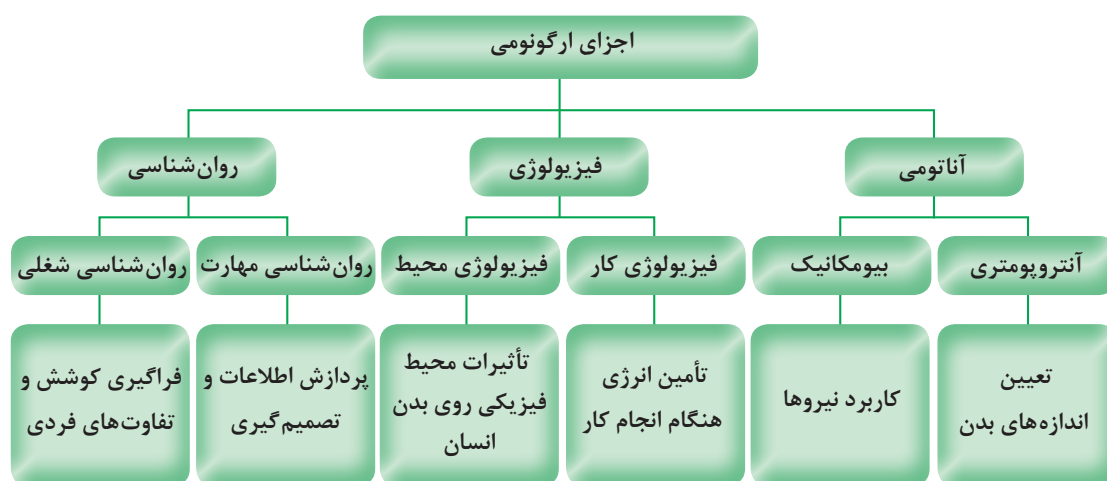 اجزای ارگونومی
آناتومی
فیزیولوژی
روان‌شناسی
آنتروپومتری
بیومکانیک
فیزیولوژی کار
فیزیولوژی محیط
روان‌شناسی مهارت
روان‌شناسی شغلی
تعیین
اندازه‌های بدن
کاربرد نیروها
تأمین انرژی
هنگام انجام کار
تأثیرات محیط
فیزیکی روی بدن
انسان
پردازش اطلاعات و
تصمیم‌گیری
فراگیری کوشش و
تفاوت‌های فردی